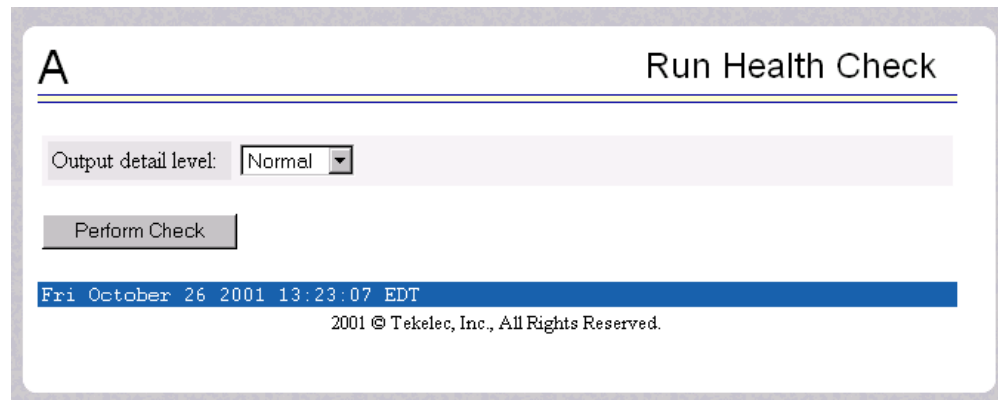 A Run Health Check
Output detail level: Normal
Perform Check
Fri October 26 2001 13:23:07 EDT
2001 © Tekelec, Inc., All Rights Reserved.